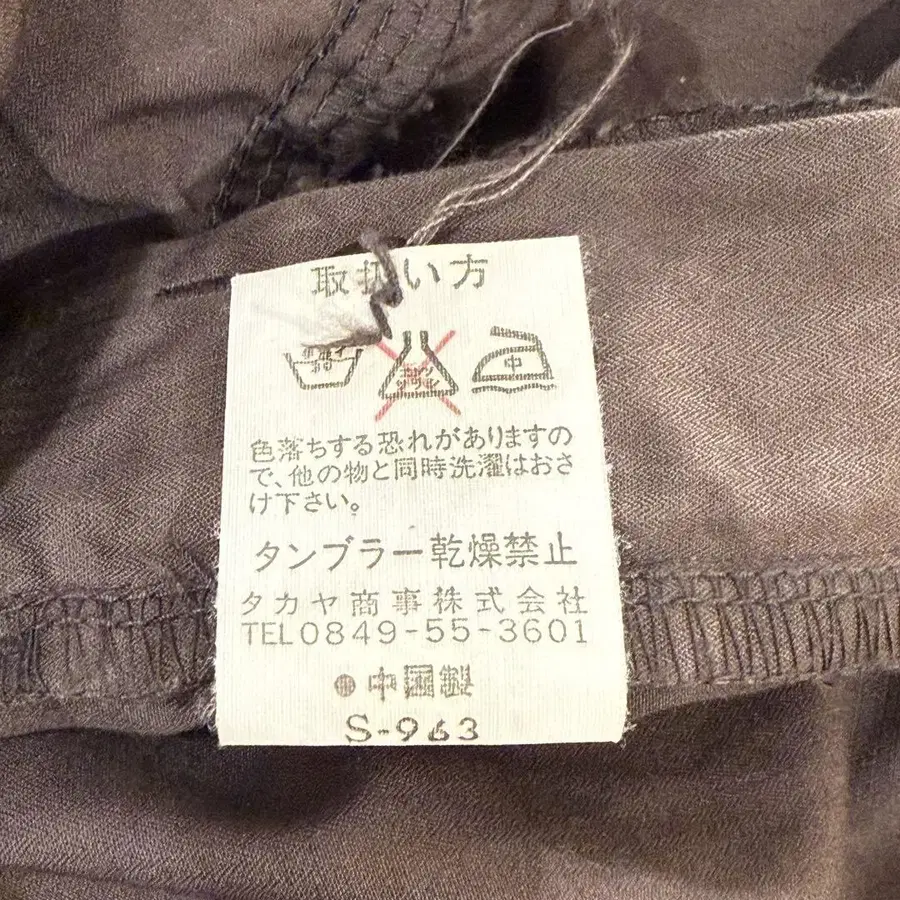 取扱い方
中
色落ちする恐れがありますの
で、他の物と同時洗濯はおさ
け下さい。
タンブラー乾燥禁止
タカヤ商事株式会社
TEL0849-55-3601
●中国製
S-963